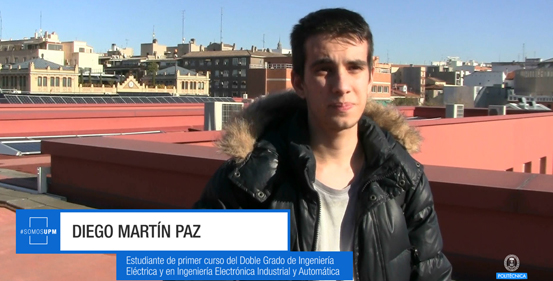 #SOMOSUPM
DIEGO MARTÍN PAZ
Estudiante de primer curso del Doble Grado de Ingeniería
Eléctrica y en Ingeniería Electrónica Industrial y Automática
POLITÉCNICA